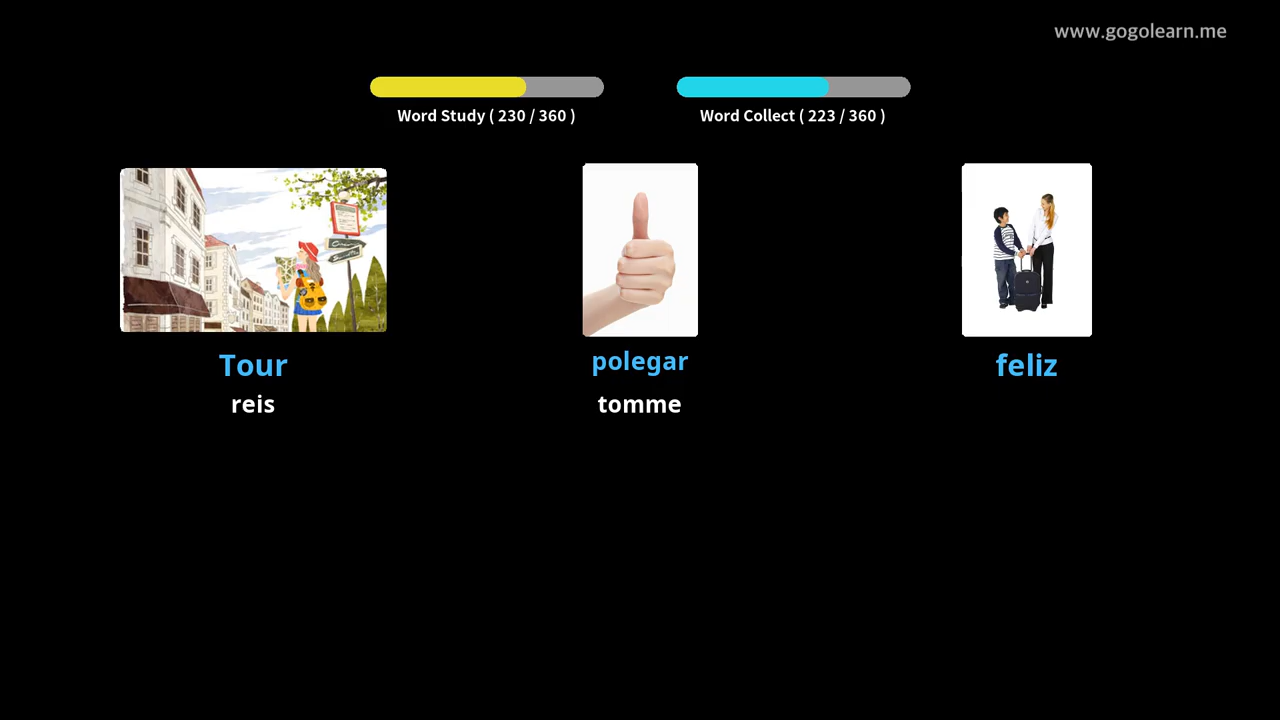 www.gogolearn.me
Word Study ( 230 / 360 )
Word Collect ( 223 / 360 )
Tour
reis
polegar
tomme
feliz